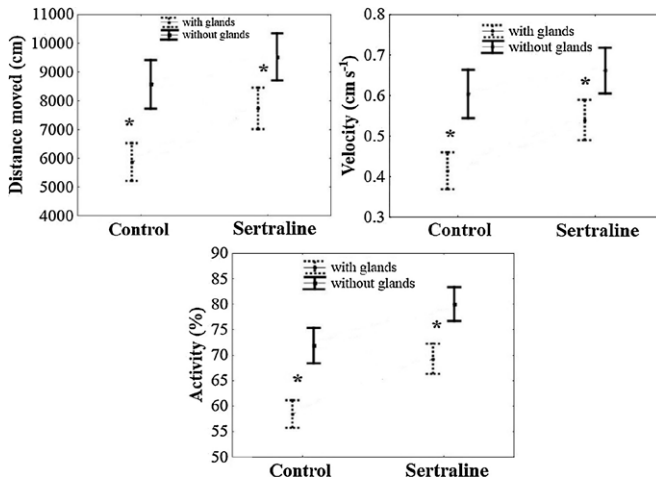 11000
10000
9000
8000
7000
6000
5000
4000
Distance moved (cm)
with glands
without glands
*
*
Control
Sertraline
0.8
0.7
0.6
0.5
0.4
0.3
Velocity (cm s⁻¹)
with glands
without glands
*
*
Control
Sertraline
90
85
80
75
70
65
60
55
50
Activity (%)
with glands
without glands
*
*
Control
Sertraline